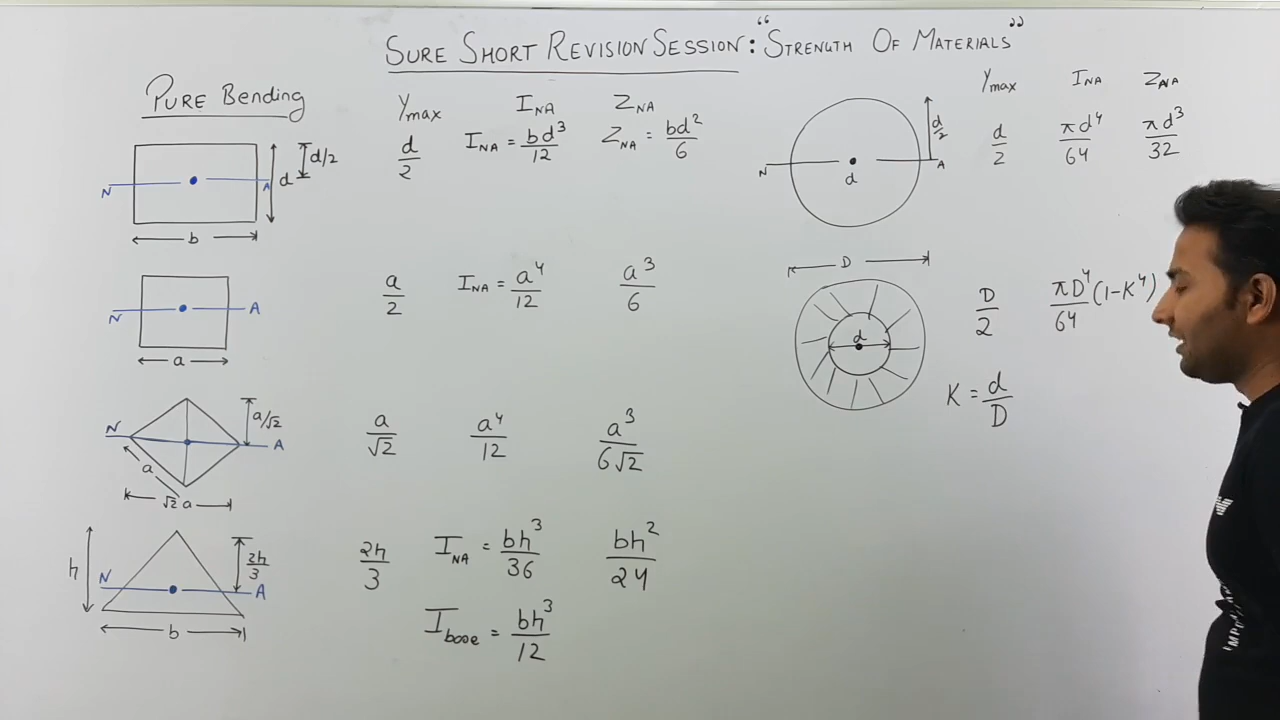 SURE SHORT REVISION SESSION: "STRENGTH OF MATERIALS"
PURE Bending
Ymax INA ZNA
d/2 INA = bd³/12 ZNA = bd²/6
N A d d/2
b
a/2 INA = a⁴/12 a³/6
N A
a
a/√2 a⁴/12 a³/6√2
N A a/√2
a
√2 a
2h/3 INA = bh³/36 bh²/24
h N A 2h/3
b
Ibase = bh³/12
Ymax INA ZNA
d/2 πd⁴/64 πd³/32
N A d d/2
D
D/2 πD⁴/64 (1-K⁴)
d
K = d/D